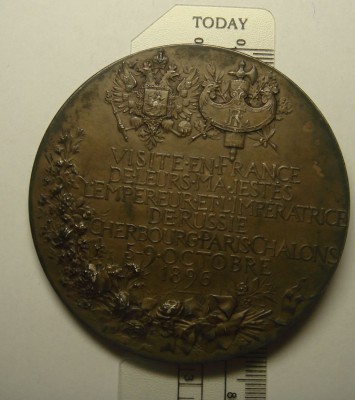 TODAY
VISITE·EN·FRANCE
DE·LEURS·MAJESTES
L'EMPEREUR·ET·L'IMPERATRICE
DE·RUSSIE
CHERBOURG·PARIS·CHALONS
5-9·OCTOBRE
1896